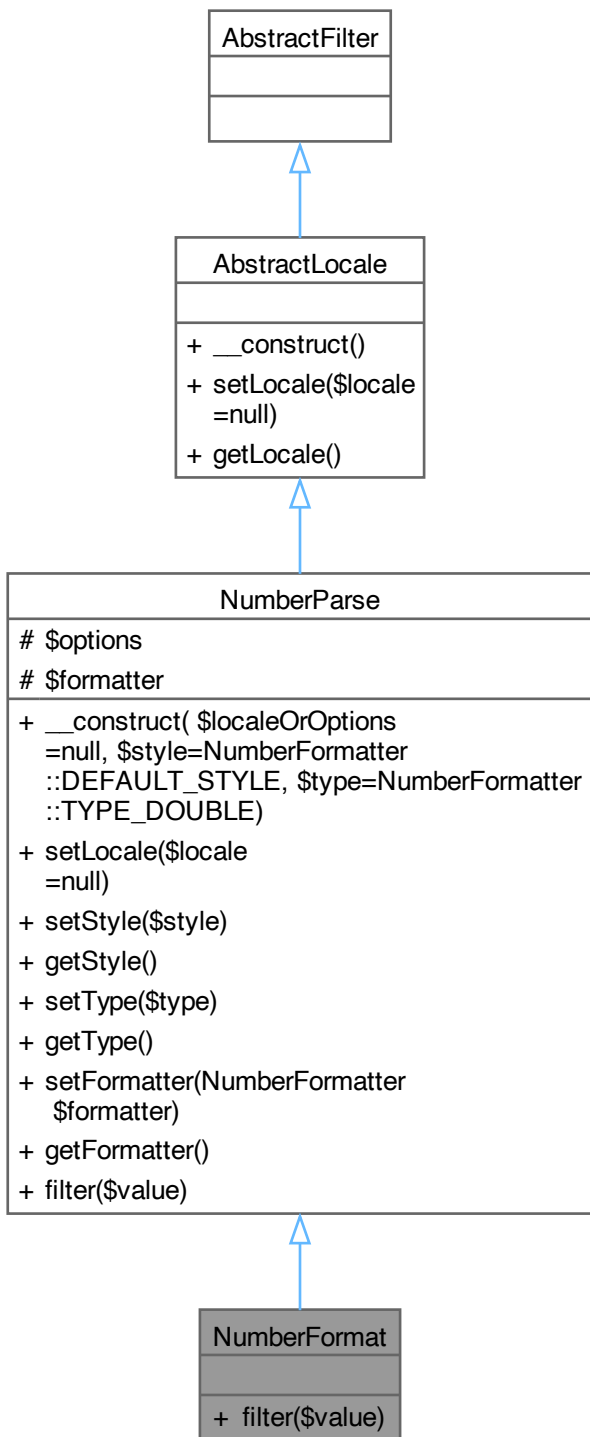 AbstractFilter
AbstractLocale
+ __construct()
+ setLocale($locale
=null)
+ getLocale()
NumberParse
# $options
# $formatter
+ __construct( $localeOrOptions
=null, $style=NumberFormatter
::DEFAULT_STYLE, $type=NumberFormatter
::TYPE_DOUBLE)
+ setLocale($locale
=null)
+ setStyle($style)
+ getStyle()
+ setType($type)
+ getType()
+ setFormatter(NumberFormatter
$formatter)
+ getFormatter()
+ filter($value)
NumberFormat
+ filter($value)